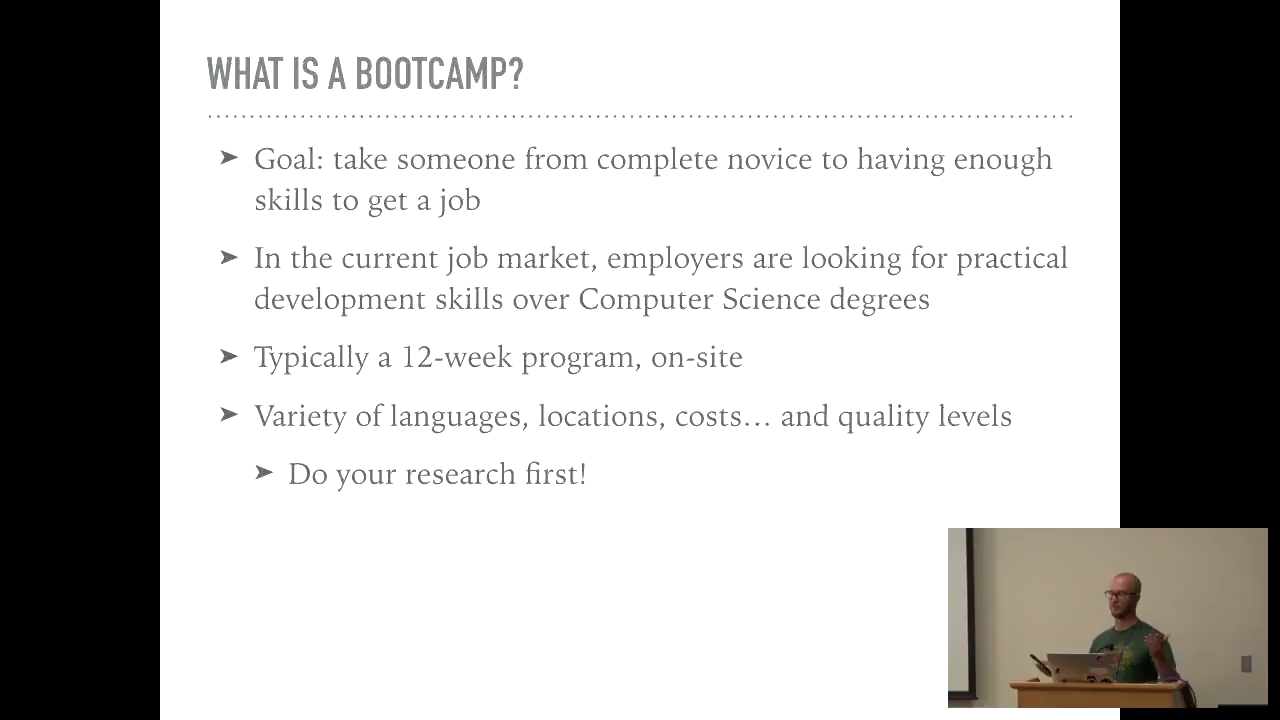 WHAT IS A BOOTCAMP?
➤ Goal: take someone from complete novice to having enough
skills to get a job
➤ In the current job market, employers are looking for practical
development skills over Computer Science degrees
➤ Typically a 12-week program, on-site
➤ Variety of languages, locations, costs… and quality levels
➤ Do your research first!